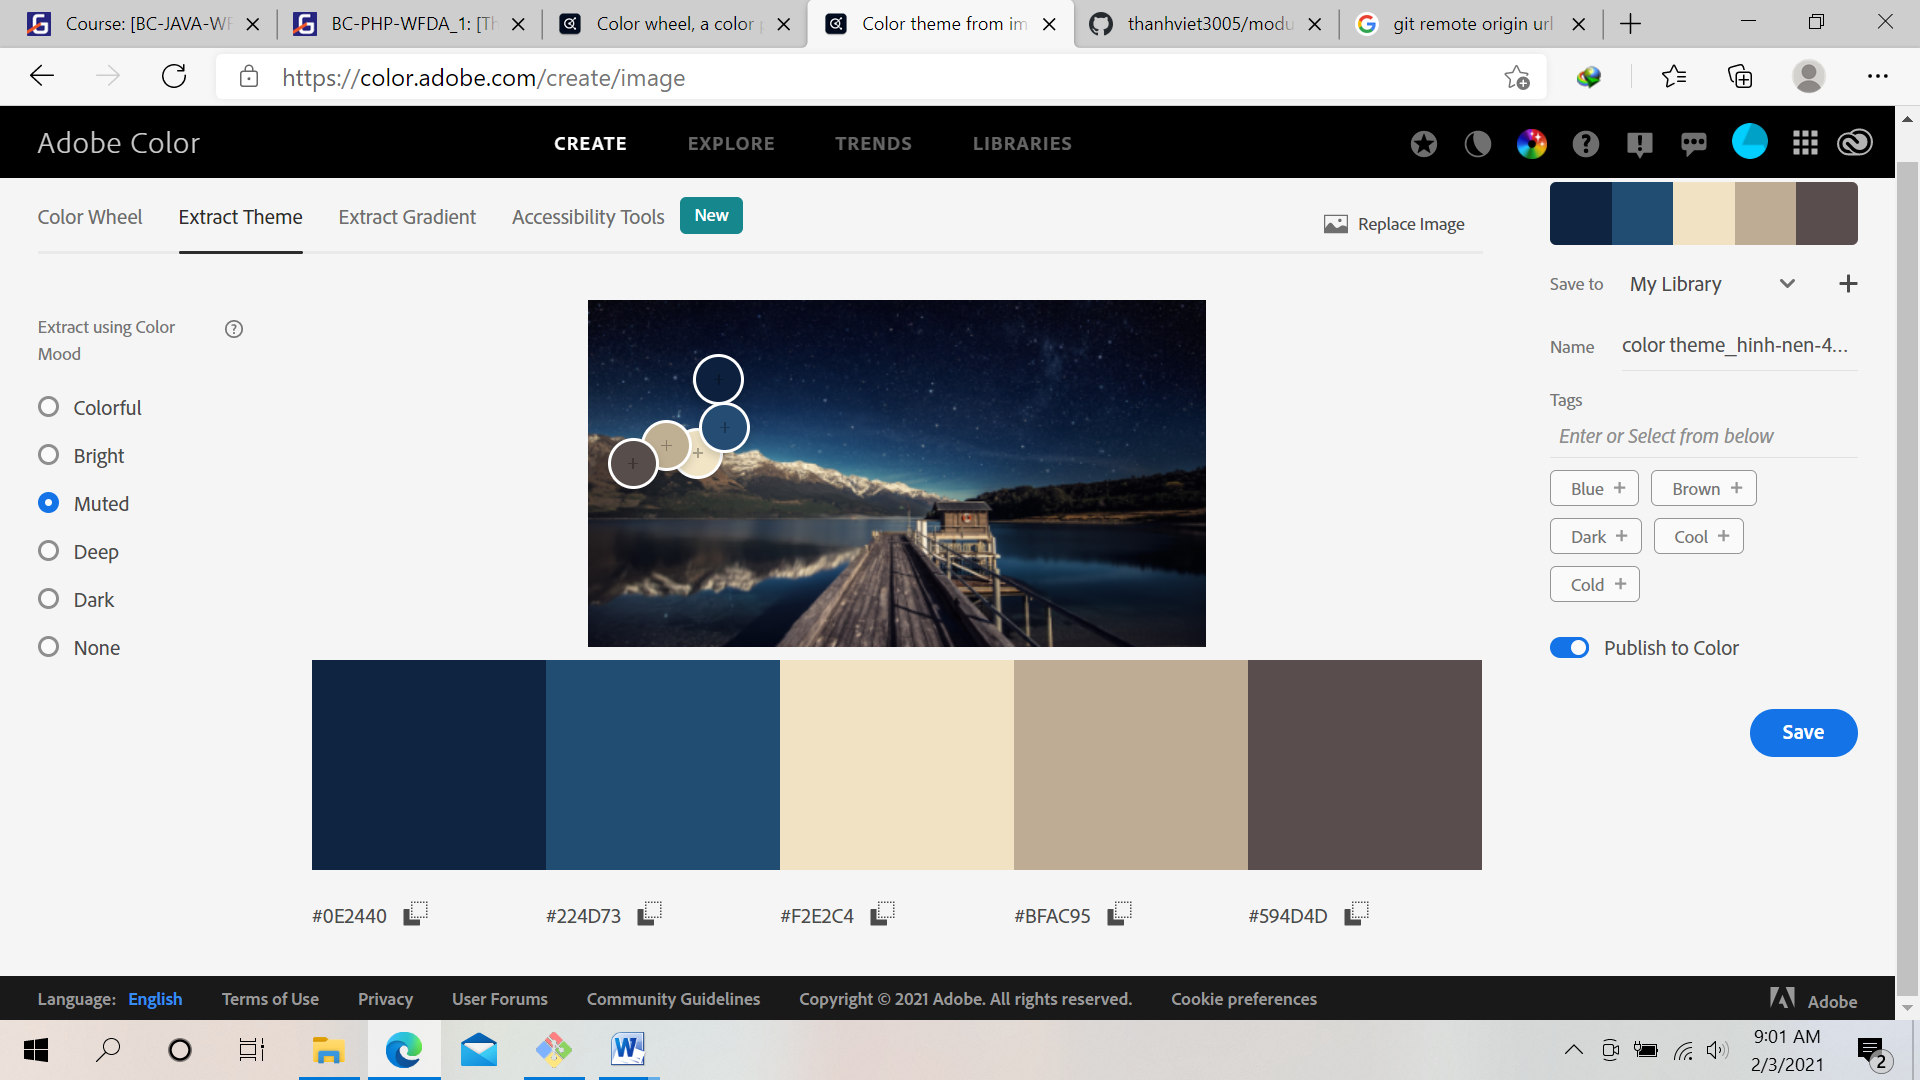 Course: [BC-JAVA-WF
BC-PHP-WFDA_1: [Th
Color wheel, a color p
Color theme from im
thanhviet3005/modu
git remote origin url
https://color.adobe.com/create/image
Adobe Color
CREATE
EXPLORE
TRENDS
LIBRARIES
Color Wheel
Extract Theme
Extract Gradient
Accessibility Tools
New
Replace Image
Extract using Color
Mood
Colorful
Bright
Muted
Deep
Dark
None
Save to
My Library
Name
color theme_hinh-nen-4...
Tags
Enter or Select from below
Blue +
Brown +
Dark +
Cool +
Cold +
Publish to Color
Save
#0E2440
#224D73
#F2E2C4
#BFAC95
#594D4D
Language: English
Terms of Use
Privacy
User Forums
Community Guidelines
Copyright © 2021 Adobe. All rights reserved.
Cookie preferences
Adobe
9:01 AM
2/3/2021
2